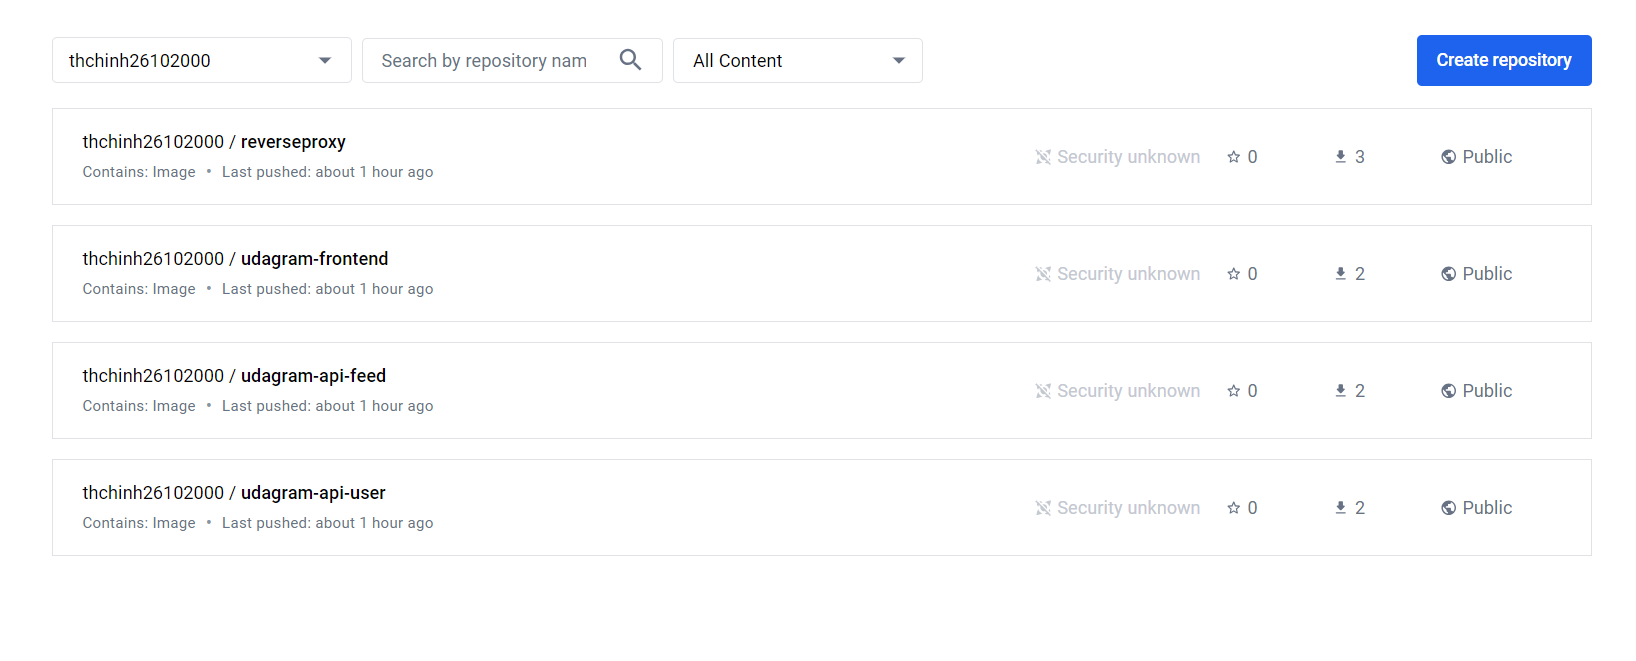 thchinh26102000
Search by repository nam
All Content
Create repository
thchinh26102000 / reverseproxy
Contains: Image • Last pushed: about 1 hour ago
Security unknown
0
3
Public
thchinh26102000 / udagram-frontend
Contains: Image • Last pushed: about 1 hour ago
Security unknown
0
2
Public
thchinh26102000 / udagram-api-feed
Contains: Image • Last pushed: about 1 hour ago
Security unknown
0
2
Public
thchinh26102000 / udagram-api-user
Contains: Image • Last pushed: about 1 hour ago
Security unknown
0
2
Public